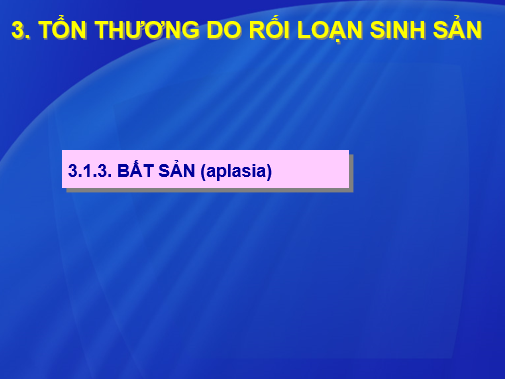 3. TỔN THƯƠNG DO RỐI LOẠN SINH SẢN
3.1.3. BẤT SẢN (aplasia)